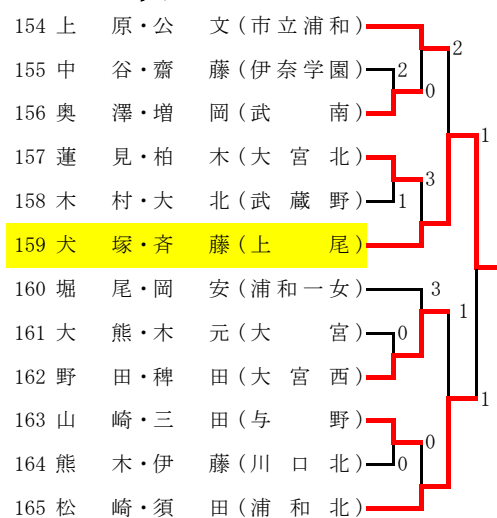 154 上 原・公 文(市立浦和) 2
155 中 谷・齋 藤(伊奈学園) 2
0
156 奥 澤・増 岡(武 南)
1
157 蓮 見・柏 木(大宮北)
3
158 木 村・大 北(武蔵野) 1
159 犬 塚・斉 藤(上 尾)
160 堀 尾・岡 安(浦和一女) 3
1
161 大 熊・木 元(大 宮) 0
162 野 田・稗 田(大宮西)
1
163 山 崎・三 田(与 野)
0
164 熊 木・伊 藤(川口北) 0
165 松 崎・須 田(浦和北)